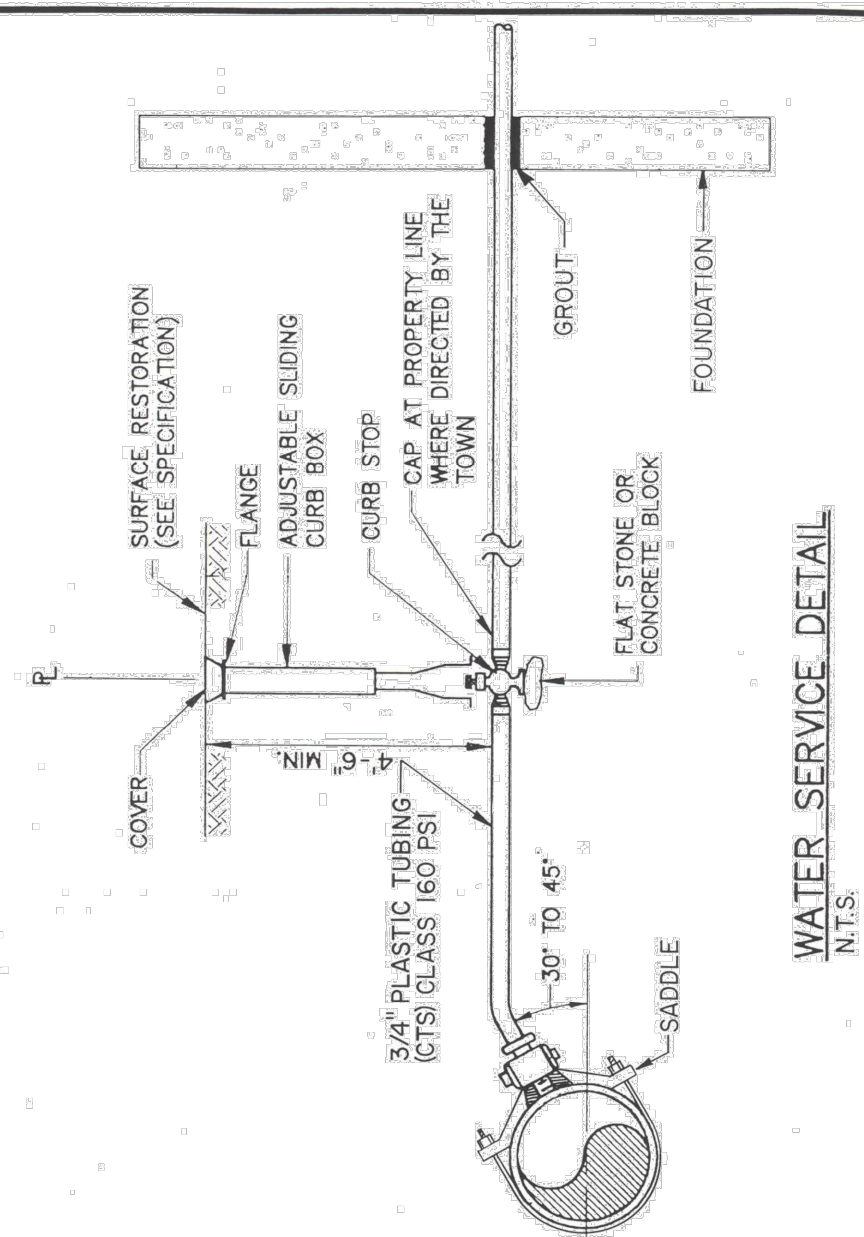 PL
COVER
SURFACE RESTORATION
(SEE SPECIFICATION)
FLANGE
ADJUSTABLE SLIDING
CURB BOX
CURB STOP
CAP AT PROPERTY LINE
WHERE DIRECTED BY THE
TOWN
4'-6"
MIN.
3/4" PLASTIC TUBING
(CTS) CLASS 160 PSI
30° TO 45°
SADDLE
FLAT STONE OR
CONCRETE BLOCK
GROUT
FOUNDATION
WATER SERVICE DETAIL
N.T.S.